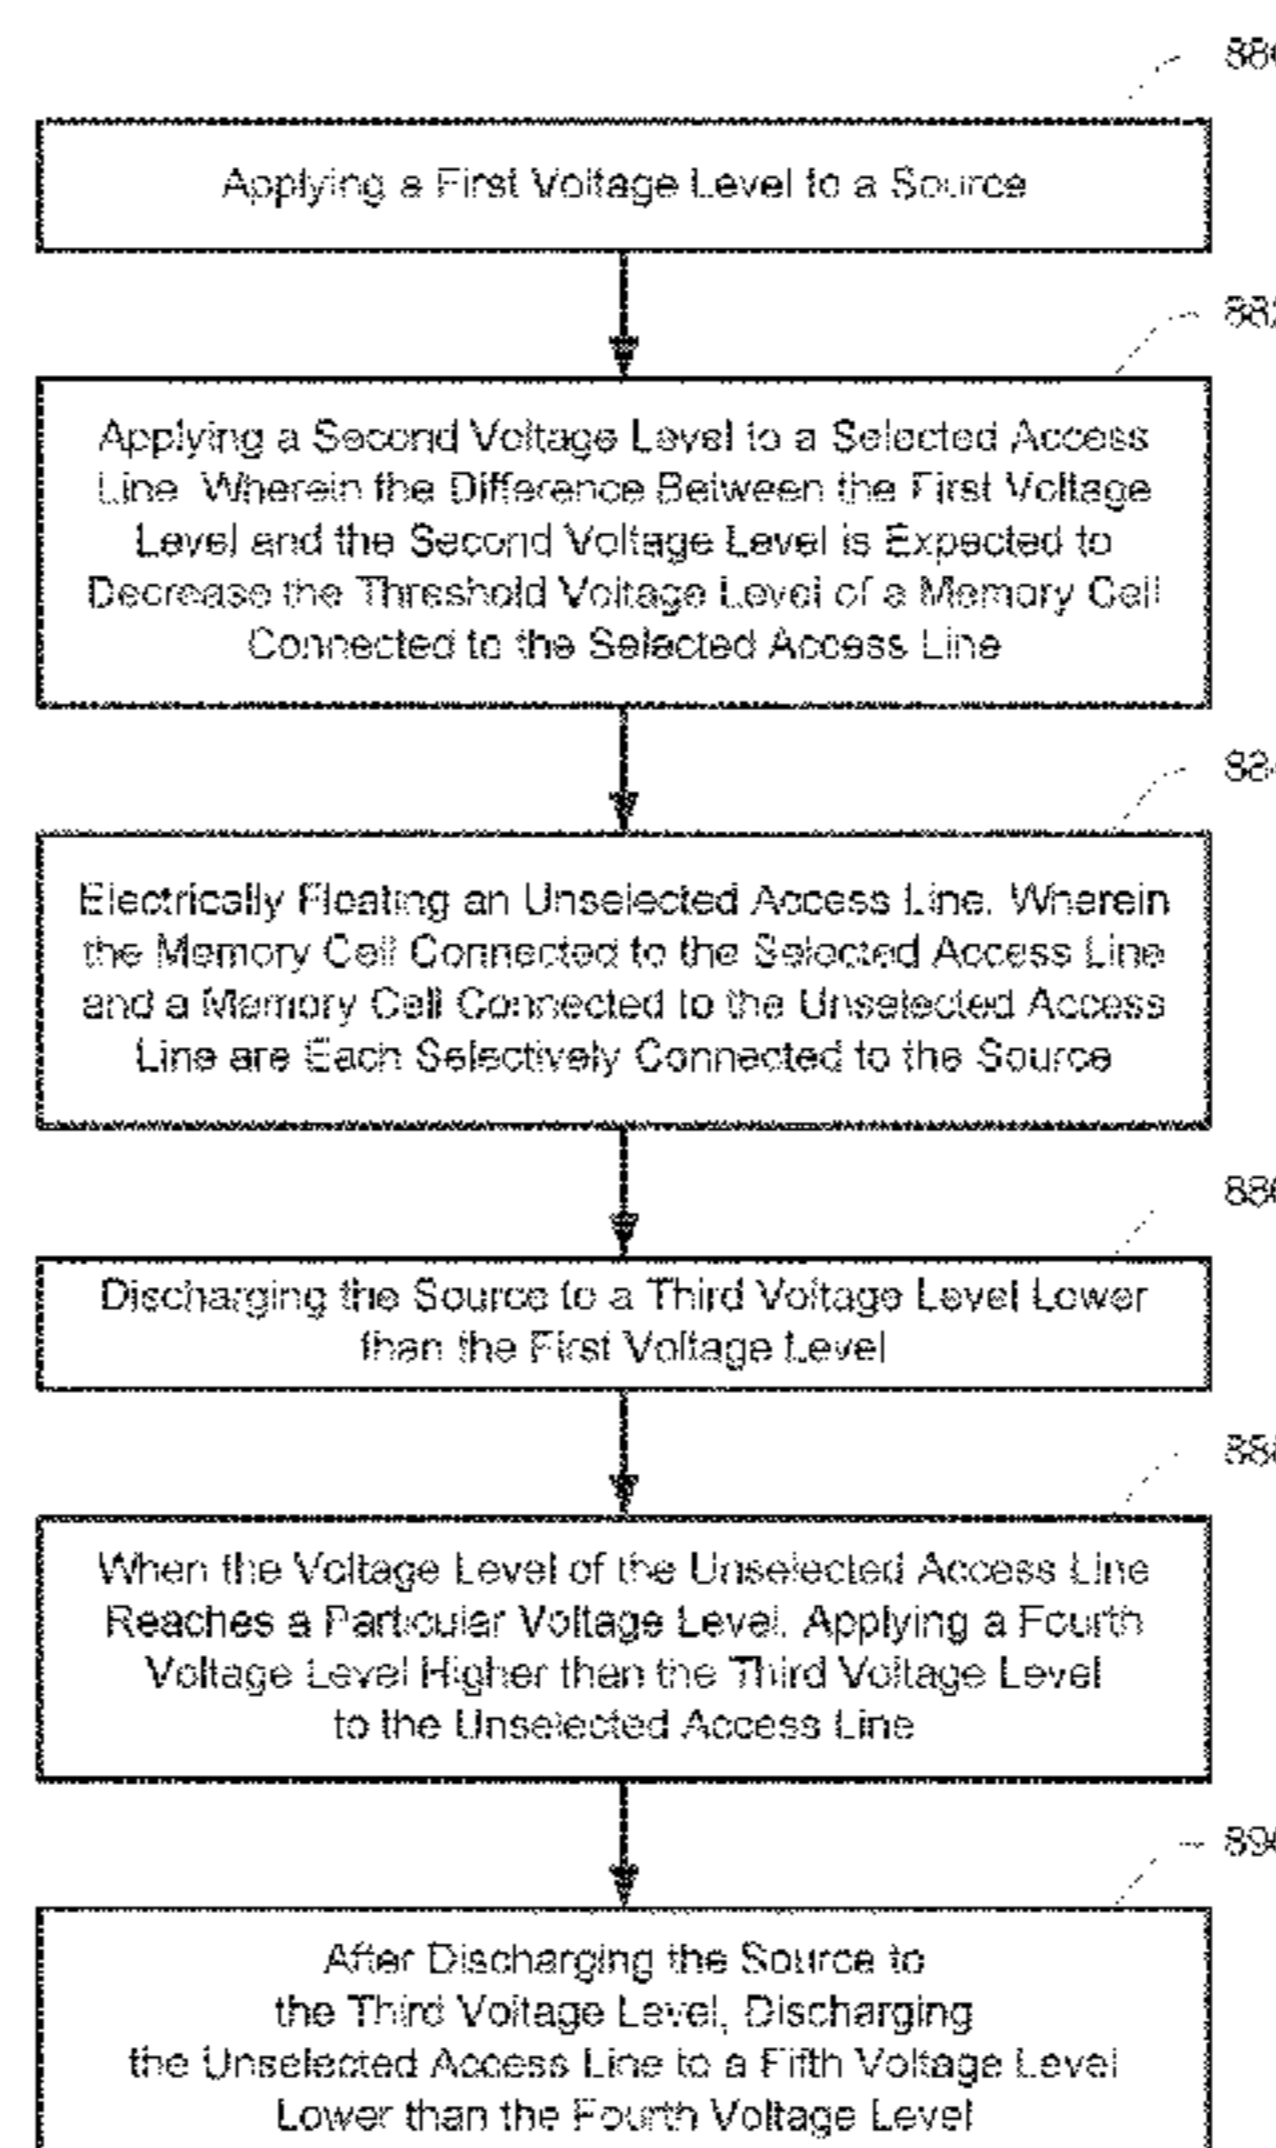 Applying a First Voltage Level to a Source
Applying a Second Voltage Level to a Selected Access
Line, Wherein the Difference Between the First Voltage
Level and the Second Voltage Level is Expected to
Decrease the Threshold Voltage Level of a Memory Cell
Connected to the Selected Access Line
Electrically Floating an Unselected Access Line, Wherein
the Memory Cell Connected to the Selected Access Line
and a Memory Cell Connected to the Unselected Access
Line are Each Selectively Connected to the Source
Discharging the Source to a Third Voltage Level Lower
than the First Voltage Level
When the Voltage Level of the Unselected Access Line
Reaches a Particular Voltage Level, Applying a Fourth
Voltage Level Higher than the Third Voltage Level
to the Unselected Access Line
After Discharging the Source to
the Third Voltage Level, Discharging
the Unselected Access Line to a Fifth Voltage Level
Lower than the Fourth Voltage Level